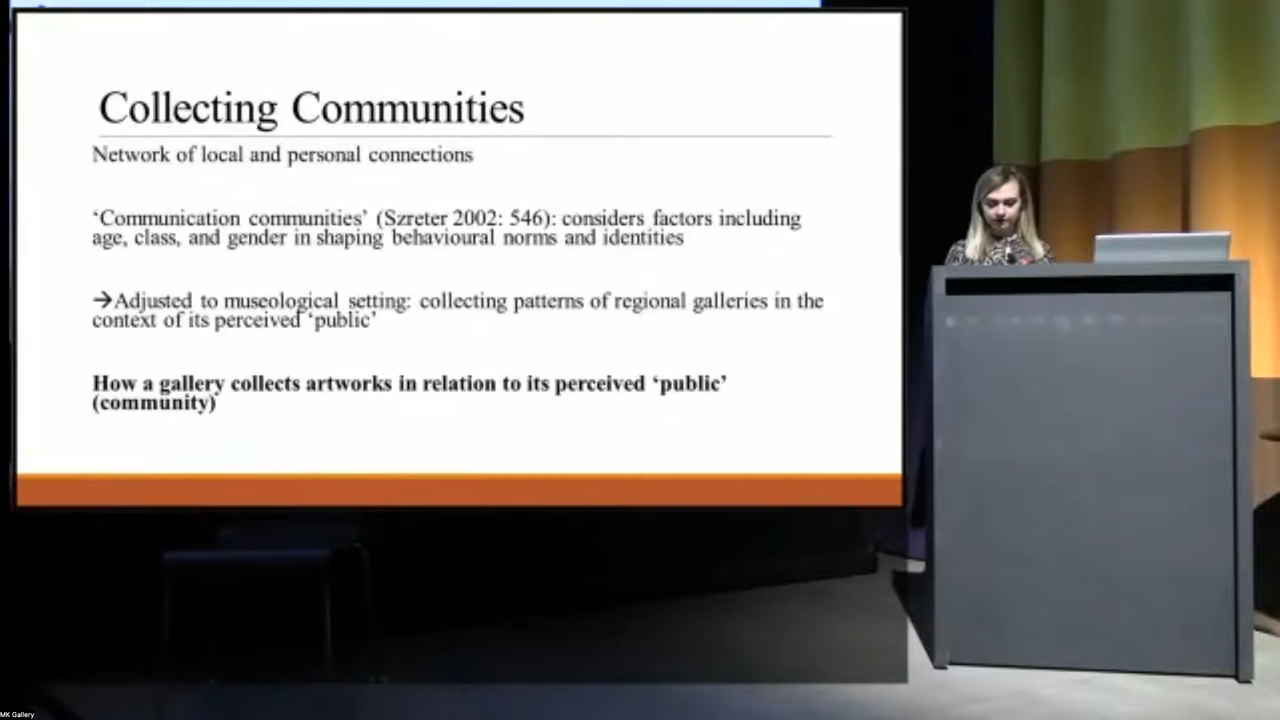 Collecting Communities
Network of local and personal connections
‘Communication communities’ (Szreter 2002: 546): considers factors including
age, class, and gender in shaping behavioural norms and identities
→Adjusted to museological setting: collecting patterns of regional galleries in the
context of its perceived ‘public’
How a gallery collects artworks in relation to its perceived ‘public’
(community)
MK Gallery